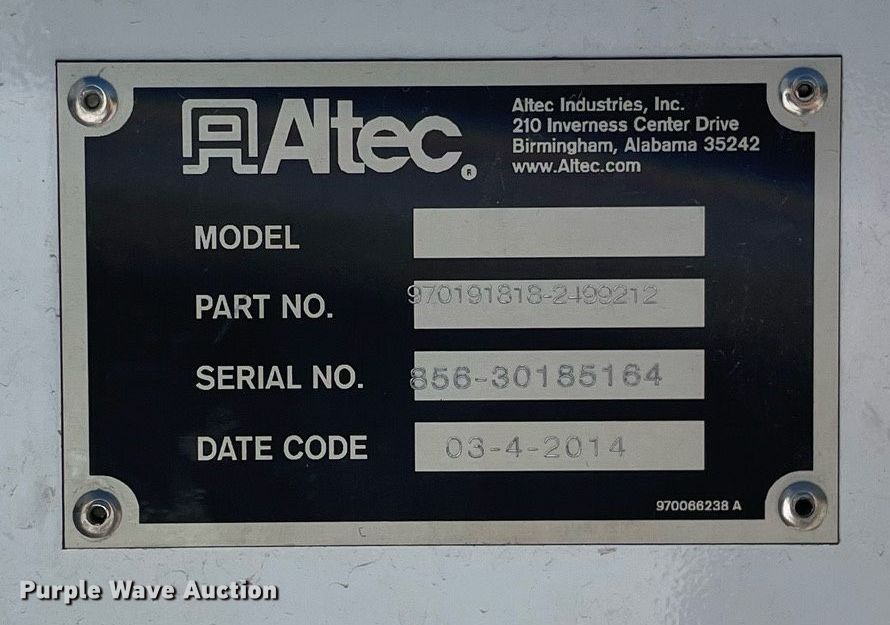 Altec®
Altec Industries, Inc.
210 Inverness Center Drive
Birmingham, Alabama 35242
www.Altec.com
MODEL
PART NO. 970191818-2499212
SERIAL NO. 856-30185164
DATE CODE 03-4-2014
970066238 A
Purple Wave Auction